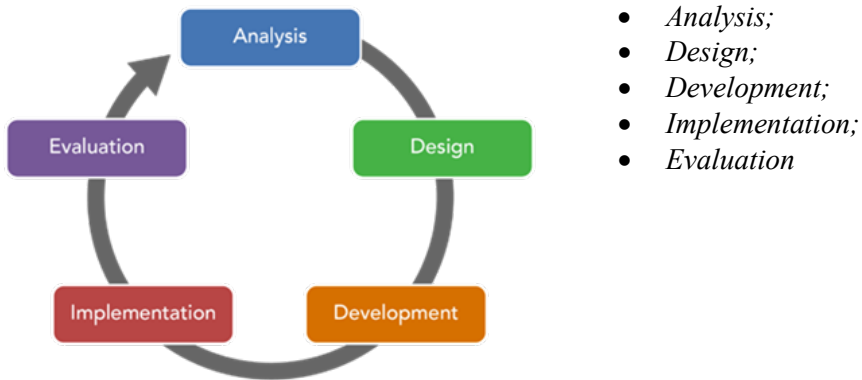 Analysis
Evaluation
Design
Implementation
Development
• Analysis;
• Design;
• Development;
• Implementation;
• Evaluation